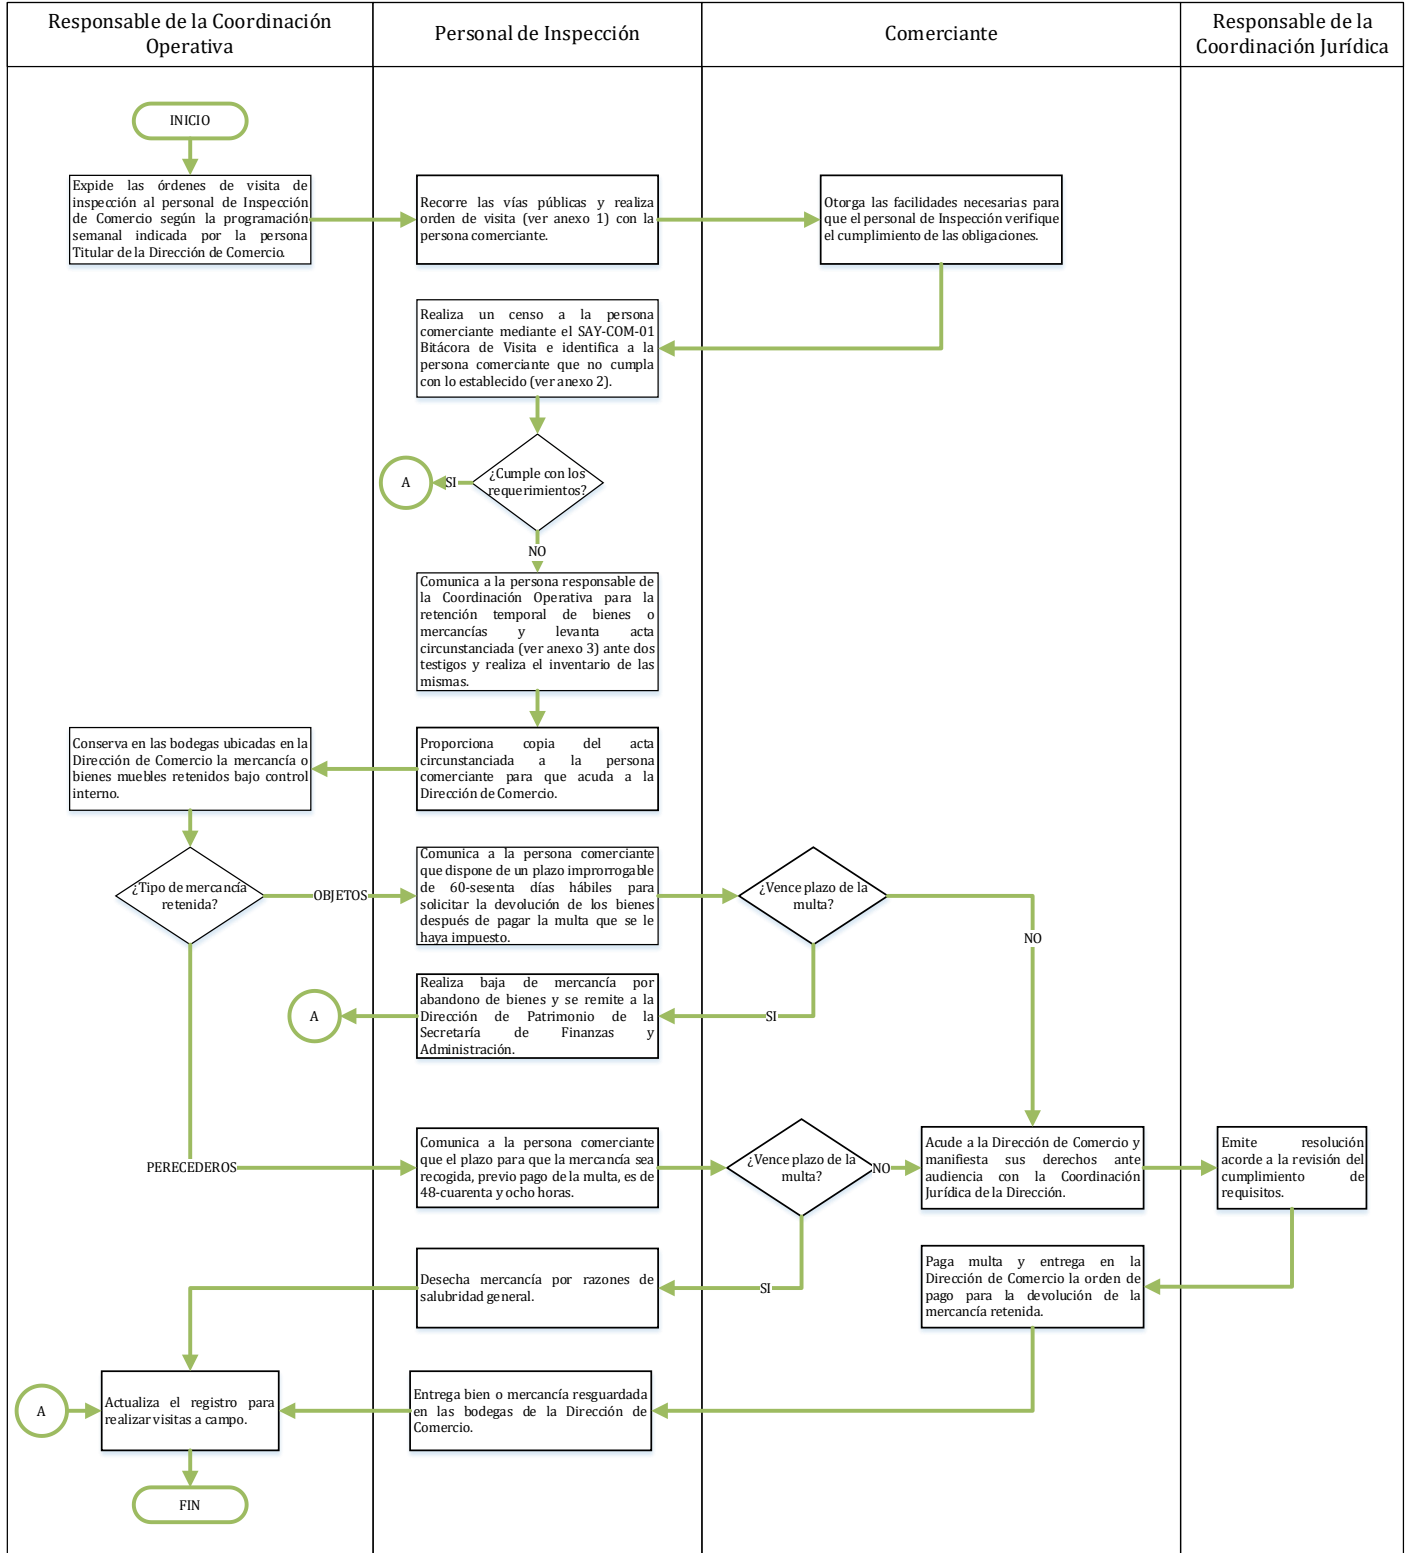 Responsable de la Coordinación
Operativa
Personal de Inspección
Comerciante
Responsable de la
Coordinación Jurídica
INICIO
Expide las órdenes de visita de
inspección al personal de Inspección
de Comercio según la programación
semanal indicada por la persona
Titular de la Dirección de Comercio.
Recorre las vías públicas y realiza
orden de visita (ver anexo 1) con la
persona comerciante.
Otorga las facilidades necesarias para
que el personal de Inspección verifique
el cumplimiento de las obligaciones.
Realiza un censo a la persona
comerciante mediante el SAY-COM-01
Bitácora de Visita e identifica a la
persona comerciante que no cumpla
con lo establecido (ver anexo 2).
¿Cumple con los
requerimientos?
SI
A
NO
Comunica a la persona responsable de
la Coordinación Operativa para la
retención temporal de bienes o
mercancías y levanta acta
circunstanciada (ver anexo 3) ante dos
testigos y realiza el inventario de las
mismas.
Proporciona copia del acta
circunstanciada a la persona
comerciante para que acuda a la
Dirección de Comercio.
Conserva en las bodegas ubicadas en la
Dirección de Comercio la mercancía o
bienes muebles retenidos bajo control
interno.
¿Tipo de mercancía
retenida?
OBJETOS
Comunica a la persona comerciante
que dispone de un plazo improrrogable
de 60-sesenta días hábiles para
solicitar la devolución de los bienes
después de pagar la multa que se le
haya impuesto.
¿Vence plazo de la
multa?
NO
SI
Realiza baja de mercancía por
abandono de bienes y se remite a la
Dirección de Patrimonio de la
Secretaría de Finanzas y
Administración.
A
PERECEDEROS
Comunica a la persona comerciante
que el plazo para que la mercancía sea
recogida, previo pago de la multa, es de
48-cuarenta y ocho horas.
¿Vence plazo de la
multa?
NO
Acude a la Dirección de Comercio y
manifiesta sus derechos ante
audiencia con la Coordinación
Jurídica de la Dirección.
Emite resolución
acorde a la revisión del
cumplimiento de
requisitos.
SI
Desecha mercancía por razones de
salubridad general.
Paga multa y entrega en la
Dirección de Comercio la orden de
pago para la devolución de la
mercancía retenida.
A
Actualiza el registro para
realizar visitas a campo.
Entrega bien o mercancía resguardada
en las bodegas de la Dirección de
Comercio.
FIN